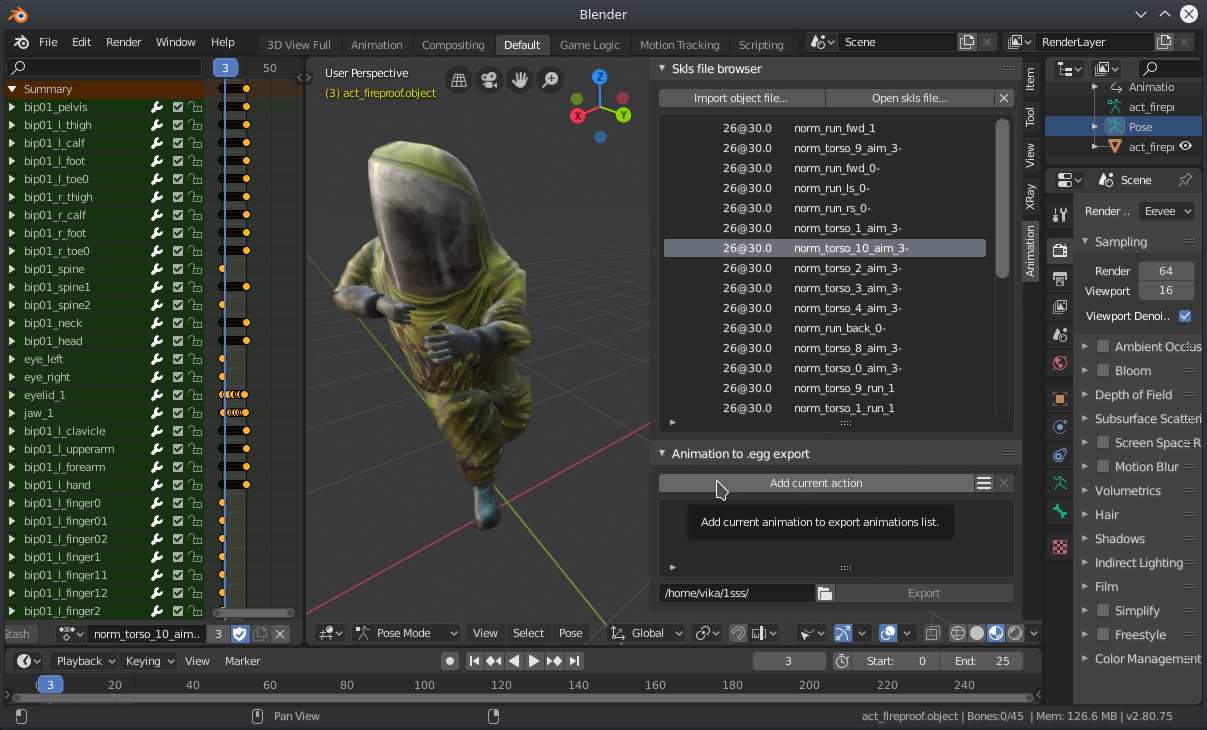 Blender
File Edit Render Window Help
3D View Full Animation Compositing Default Game Logic Motion Tracking Scripting
Scene
RenderLayer
3 50
Summary
bip01_pelvis
bip01_l_thigh
bip01_l_calf
bip01_l_foot
bip01_l_toe0
bip01_r_thigh
bip01_r_calf
bip01_r_foot
bip01_r_toe0
bip01_spine
bip01_spine1
bip01_spine2
bip01_neck
bip01_head
eye_left
eye_right
eyelid_1
jaw_1
bip01_l_clavicle
bip01_l_upperarm
bip01_l_forearm
bip01_l_hand
bip01_l_finger0
bip01_l_finger01
bip01_l_finger02
bip01_l_finger1
bip01_l_finger11
bip01_l_finger12
bip01_l_finger2
Stash norm_torso_10_aim.. 3
User Perspective
(3) act_fireproof.object
Z
X Y
Pose Mode View Select Pose Global
Skls file browser
Import object file... Open skls file...
26@30.0 norm_run_fwd_1
26@30.0 norm_torso_9_aim_3-
26@30.0 norm_run_fwd_0-
26@30.0 norm_run_ls_0-
26@30.0 norm_run_rs_0-
26@30.0 norm_torso_1_aim_3-
26@30.0 norm_torso_10_aim_3-
26@30.0 norm_torso_2_aim_3-
26@30.0 norm_torso_3_aim_3-
26@30.0 norm_torso_4_aim_3-
26@30.0 norm_run_back_0-
26@30.0 norm_torso_8_aim_3-
26@30.0 norm_torso_0_aim_3-
26@30.0 norm_torso_9_run_1
26@30.0 norm_torso_1_run_1
Animation to .egg export
Add current action
Add current animation to export animations list.
/home/vika/1sss/ Export
Item
Tool
View
XRay
Animation
Animatio
act_firepr
Pose
act_firepr
Scene
Render .. Eevee
Sampling
Render 64
Viewport 16
Viewport Denoi..
Ambient Occlus
Bloom
Depth of Field
Subsurface Scatteri
Screen Space R
Motion Blur
Volumetrics
Hair
Shadows
Indirect Lighting
Film
Simplify
Freestyle
Color Management
Playback Keying View Marker
3 Start: 0 End: 25
3 20 40 60 80 100 120 140 160 180 200 220 240
Pan View
act_fireproof.object | Bones:0/45 | Mem: 126.6 MB | v2.80.75